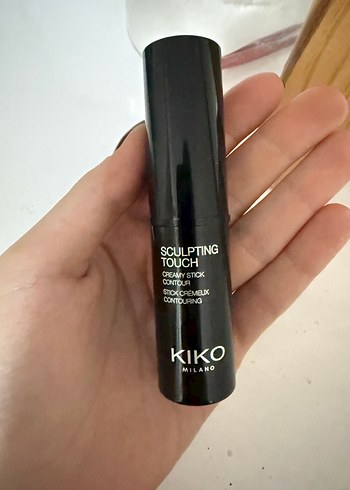 SCULPTING
TOUCH
CREAMY STICK
CONTOUR
STICK CRÉMEUX
CONTOURING
KIKO
MILANO